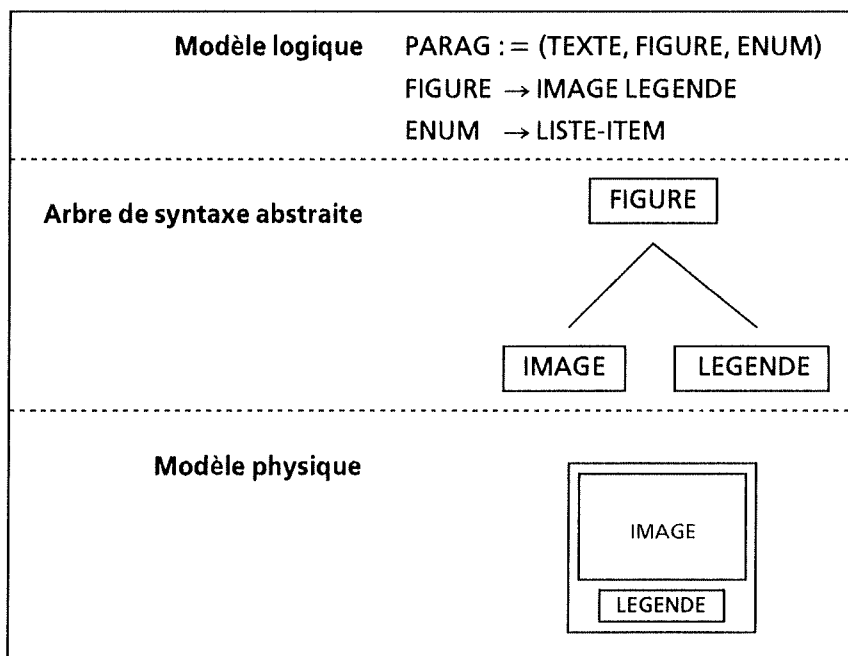 Modèle logique PARAG : = (TEXTE, FIGURE, ENUM)
FIGURE → IMAGE LEGENDE
ENUM → LISTE-ITEM
Arbre de syntaxe abstraite
FIGURE
IMAGE LEGENDE
Modèle physique
IMAGE
LEGENDE